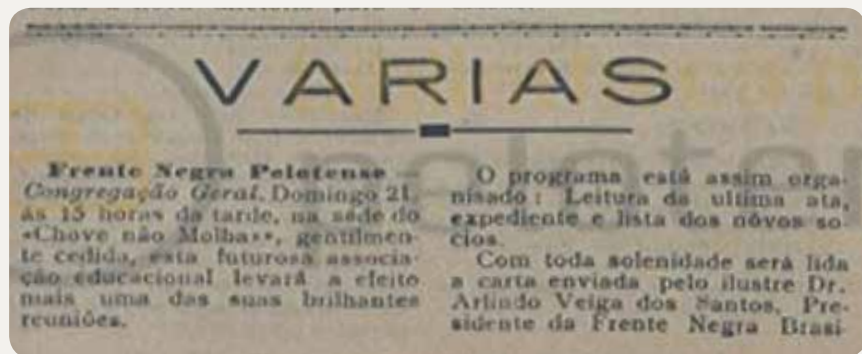 VARIAS
Frente Negra Pelotense —
Congregação Geral. Domingo 21,
ás 15 horas da tarde, na séde do
«Chove não Molha»», gentilmen-
te cedida, esta futurosa associa-
ção educacional levará a efeito
mais uma das suas brilhantes
reuniões.
O programa está assim orga-
nisado: Leitura da ultima ata,
expediente e lista dos nóvos so-
cios.
Com toda solenidade será lida
a carta enviada pelo ilustre Dr.
Arlindo Veiga dos Santos, Pre-
sidente da Frente Negra Brasi-